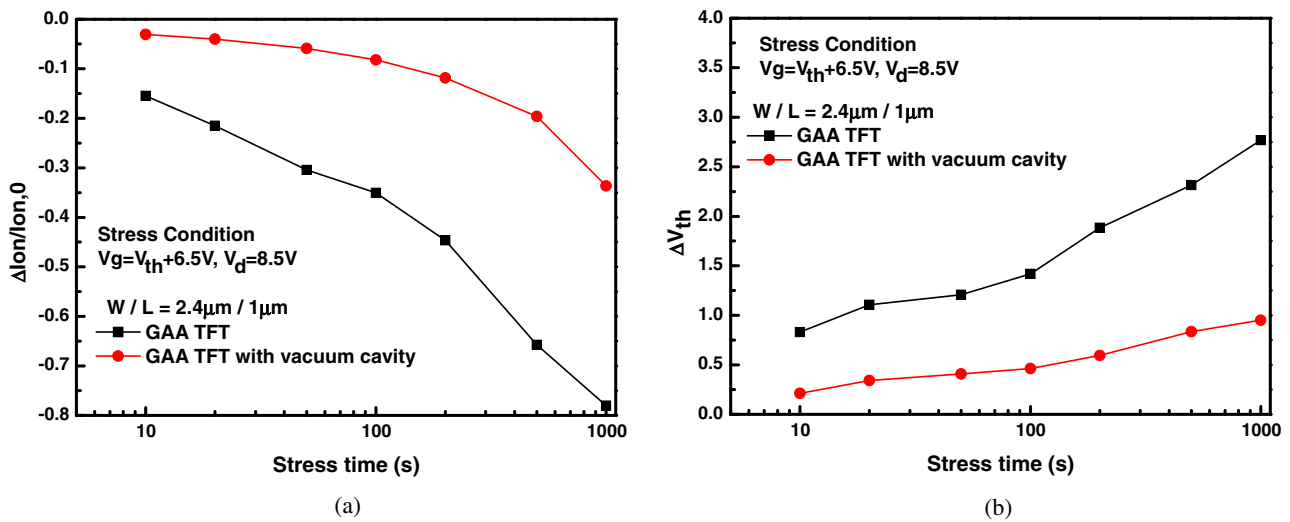 0.0
-0.1
-0.2
-0.3
-0.4
-0.5
-0.6
-0.7
-0.8
ΔIon/Ion,0
Stress Condition
Vg=Vth+6.5V, Vd=8.5V
W / L = 2.4μm / 1μm
GAA TFT
GAA TFT with vacuum cavity
10
100
1000
Stress time (s)
(a)
4.0
3.5
3.0
2.5
2.0
1.5
1.0
0.5
0.0
ΔVth
Stress Condition
Vg=Vth+6.5V, Vd=8.5V
W / L = 2.4μm / 1μm
GAA TFT
GAA TFT with vacuum cavity
10
100
1000
Stress time (s)
(b)